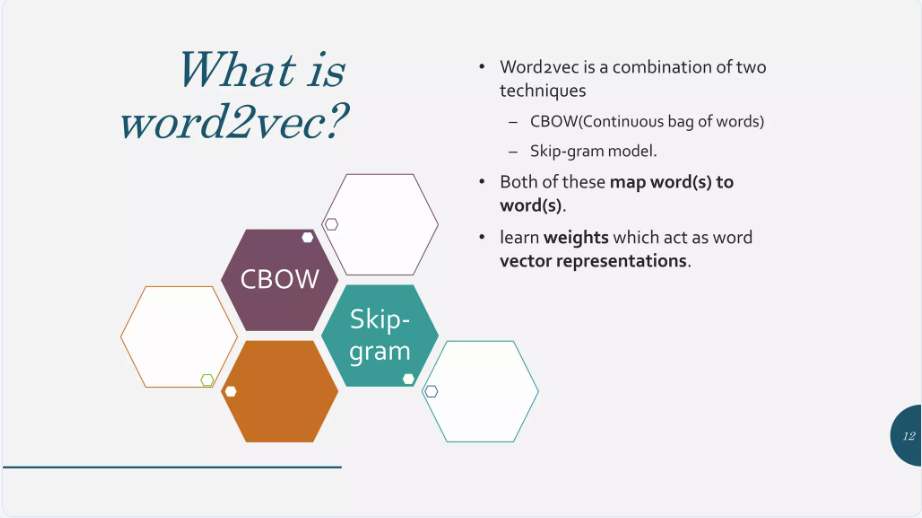 What is
word2vec?
• Word2vec is a combination of two
techniques
– CBOW(Continuous bag of words)
– Skip-gram model.
• Both of these map word(s) to
word(s).
• learn weights which act as word
vector representations.
CBOW
Skip-
gram
12